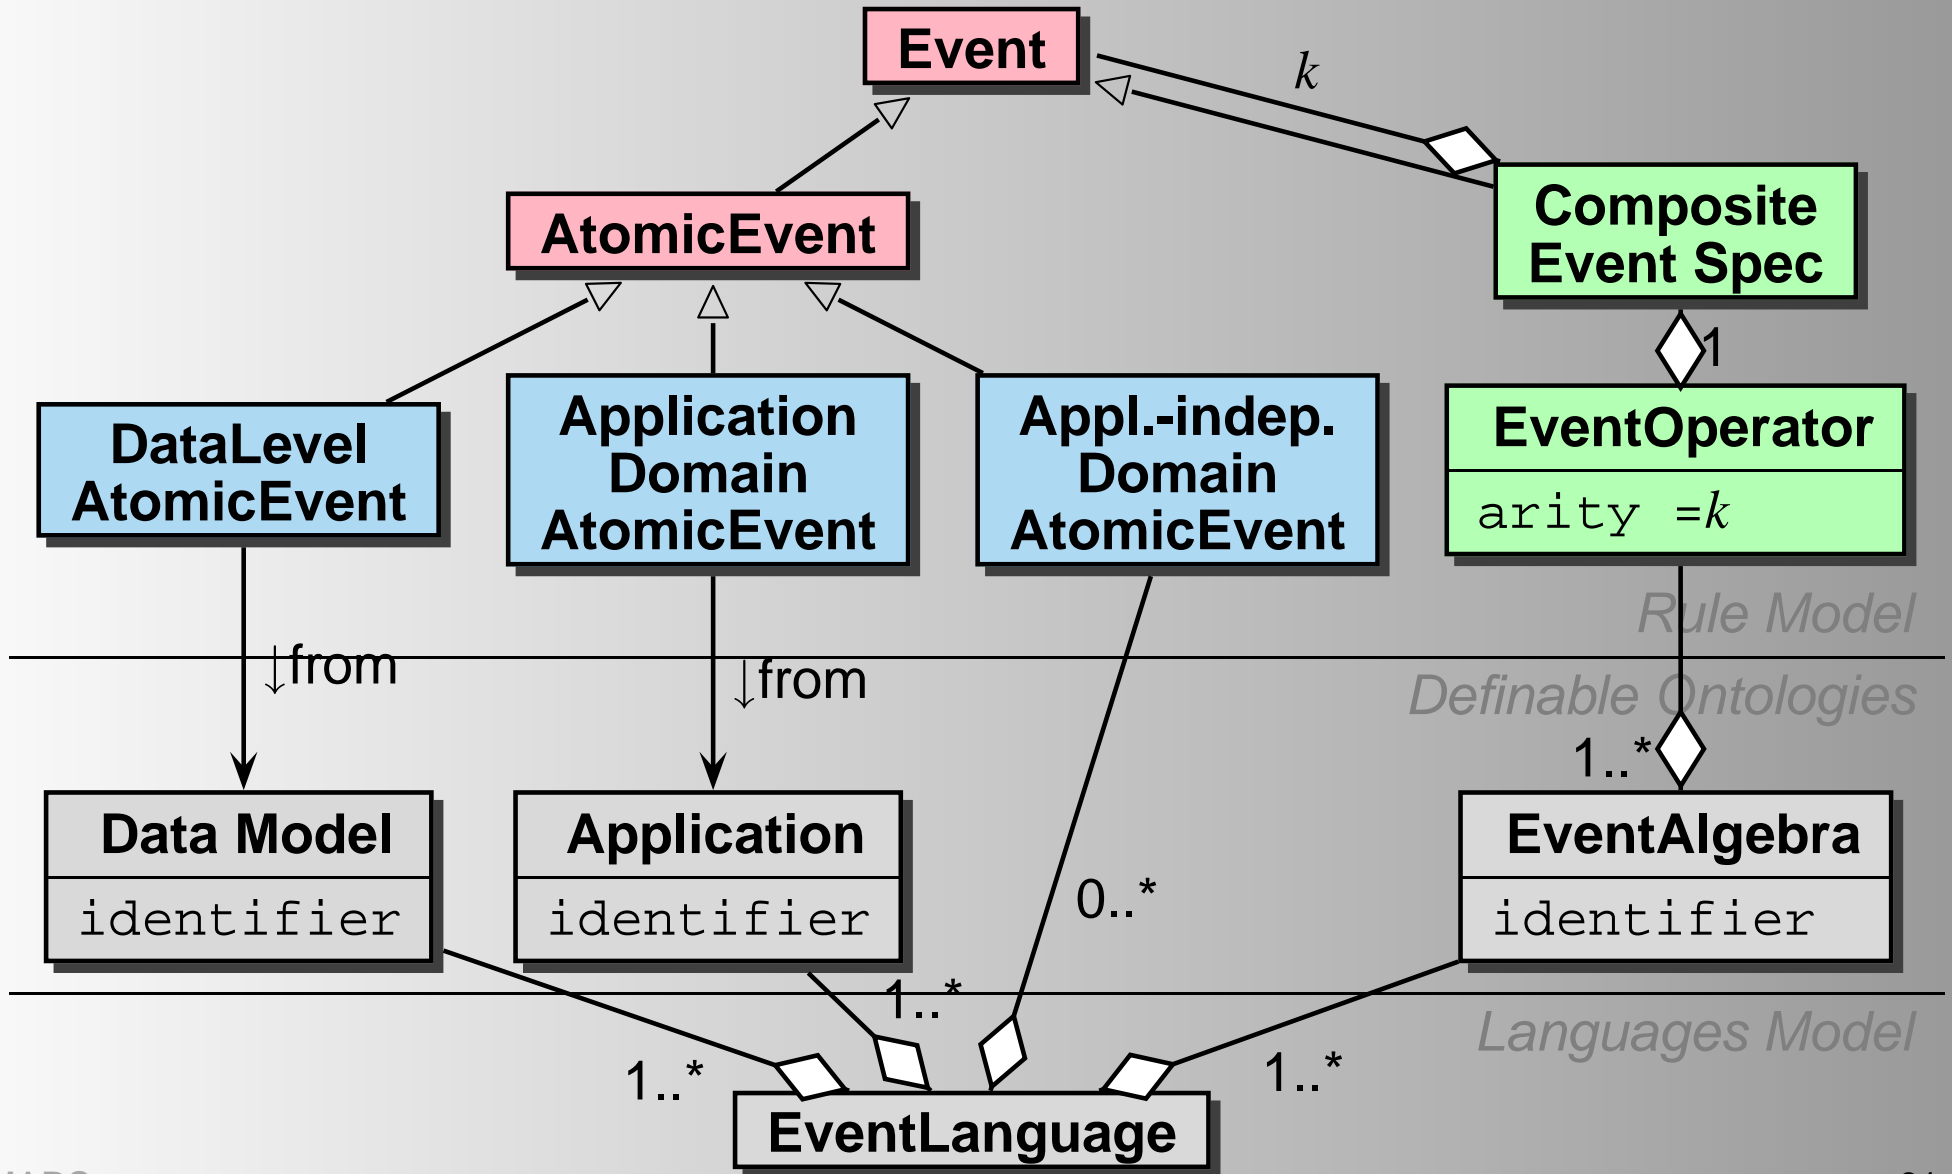 Event
k
AtomicEvent
Composite
Event Spec
1
DataLevel
AtomicEvent
Application
Domain
AtomicEvent
Appl.-indep.
Domain
AtomicEvent
EventOperator
arity =k
Rule Model
↓from
↓from
Definable Ontologies
1..*
Data Model
identifier
Application
identifier
0..*
EventAlgebra
identifier
1..*
Languages Model
1..*
1..*
EventLanguage